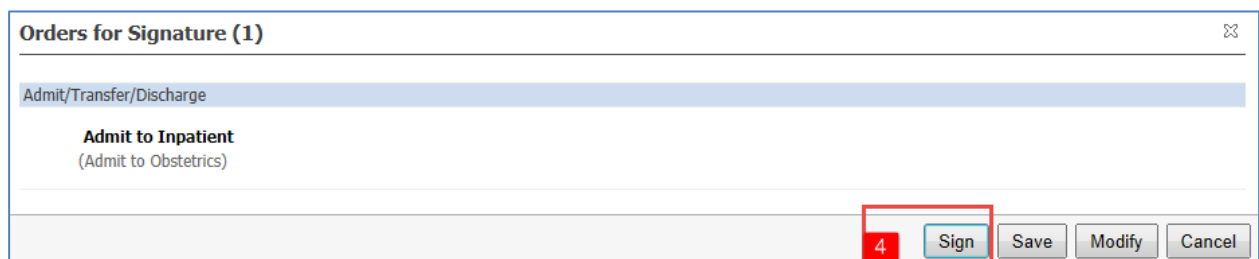 Orders for Signature (1)
Admit/Transfer/Discharge
Admit to Inpatient
(Admit to Obstetrics)
4 Sign Save Modify Cancel